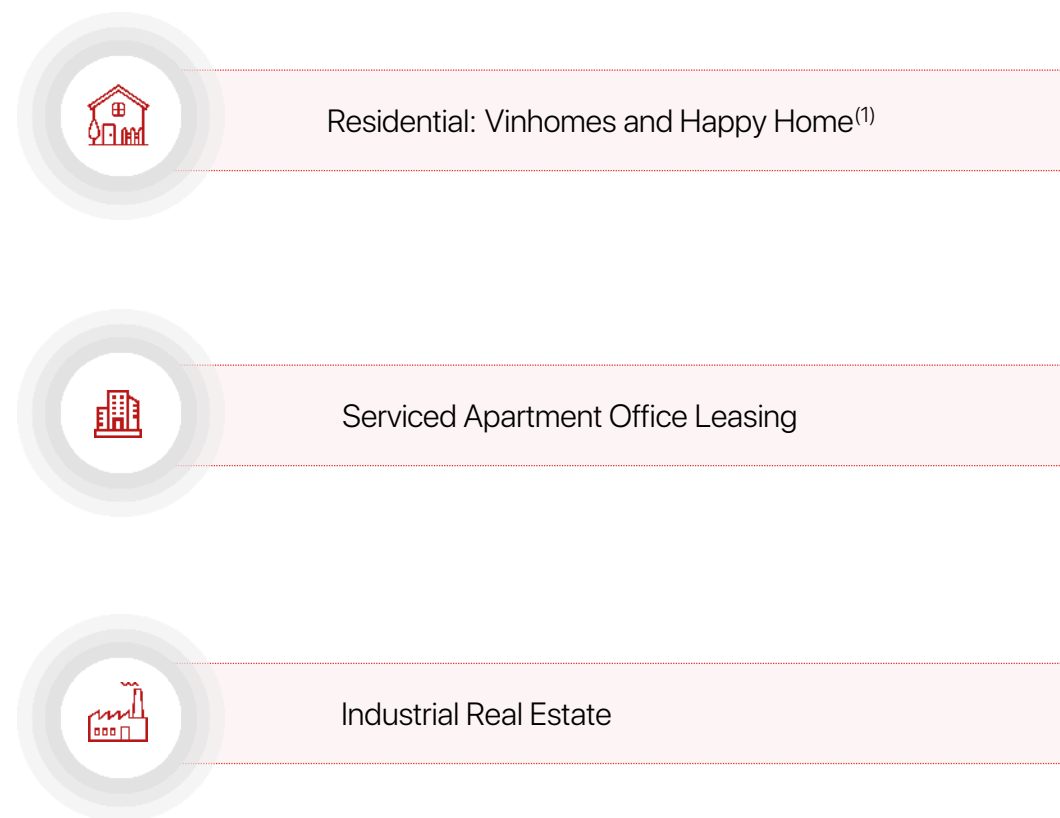 Residential: Vinhomes and Happy Home(1)
Serviced Apartment Office Leasing
Industrial Real Estate